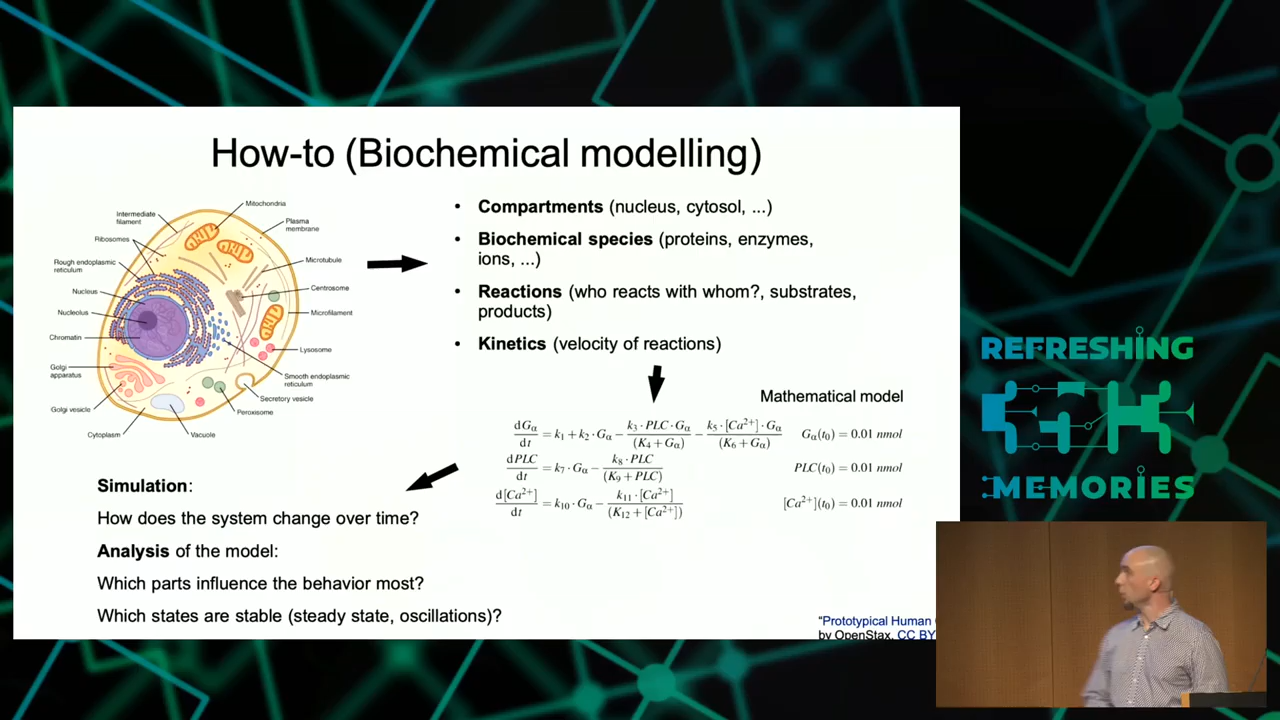 How-to (Biochemical modelling)
Mitochondria
Intermediate
filament
Plasma
membrane
Ribosomes
Rough endoplasmic
reticulum
Microtubule
Nucleus
Centrosome
Nucleolus
Microfilament
Chromatin
Lysosome
Golgi
apparatus
Smooth endoplasmic
reticulum
Secretory vesicle
Golgi vesicle
Peroxisome
Cytoplasm
Vacuole
• Compartments (nucleus, cytosol, ...)
• Biochemical species (proteins, enzymes,
ions, ...)
• Reactions (who reacts with whom?, substrates,
products)
• Kinetics (velocity of reactions)
Mathematical model
dGα/dt = k1 + k2 · Gα − k3 · PLC · Gα/(K4 + Gα) − k5 · [Ca2+] · Gα/(K6 + Gα) Gα(t0) = 0.01 nmol
dPLC/dt = k7 · Gα − k8 · PLC/(K9 + PLC) PLC(t0) = 0.01 nmol
d[Ca2+]/dt = k10 · Gα − k11 · [Ca2+]/(K12 + [Ca2+]) [Ca2+](t0) = 0.01 nmol
Simulation:
How does the system change over time?
Analysis of the model:
Which parts influence the behavior most?
Which states are stable (steady state, oscillations)?
"Prototypical Human
by OpenStax, CC BY
REFRESHING
MEMORIES